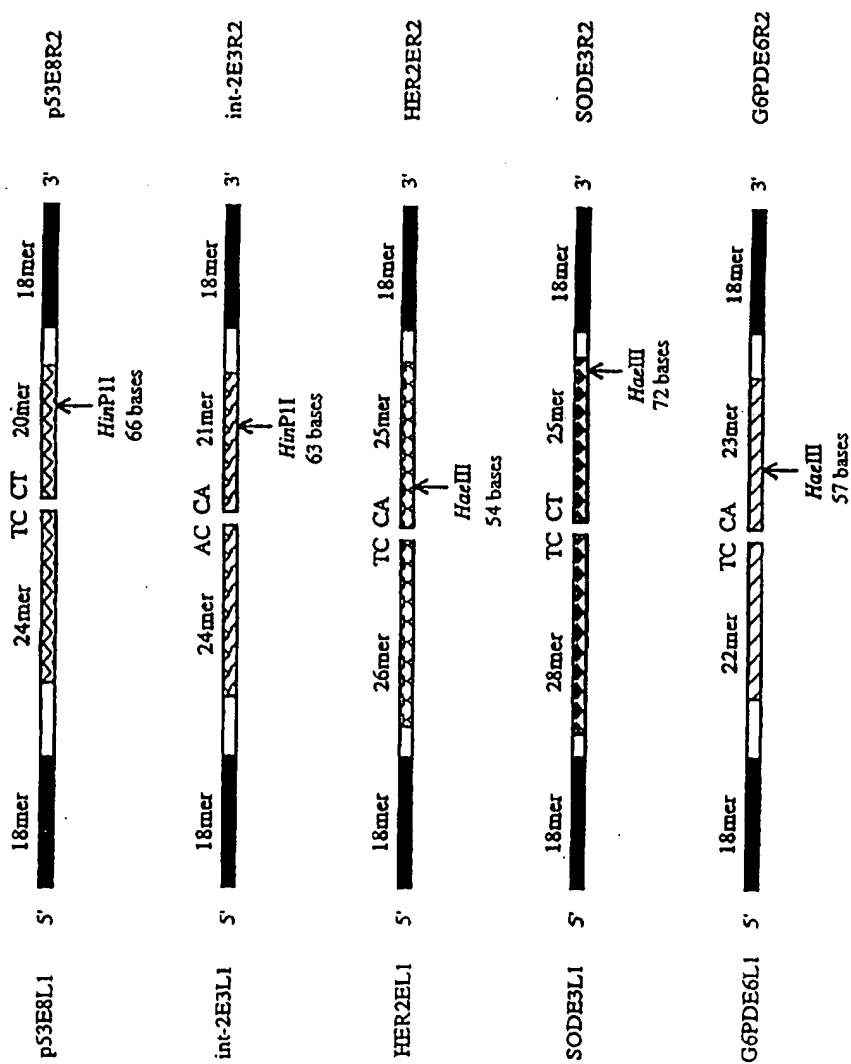 p53E8L1 5' 18mer 24mer TC CT 20mer 18mer 3' p53E8R2
HinP1I
66 bases
int-2E3L1 5' 18mer 24mer AC CA 21mer 18mer 3' int-2E3R2
HinP1I
63 bases
HER2EL1 5' 18mer 26mer TC CA 25mer 18mer 3' HER2ER2
HaeIII
54 bases
SODE3L1 5' 18mer 28mer TC CT 25mer 18mer 3' SODE3R2
HaeIII
72 bases
G6PDE6L1 5' 18mer 22mer TC CA 23mer 18mer 3' G6PDE6R2
HaeIII
57 bases